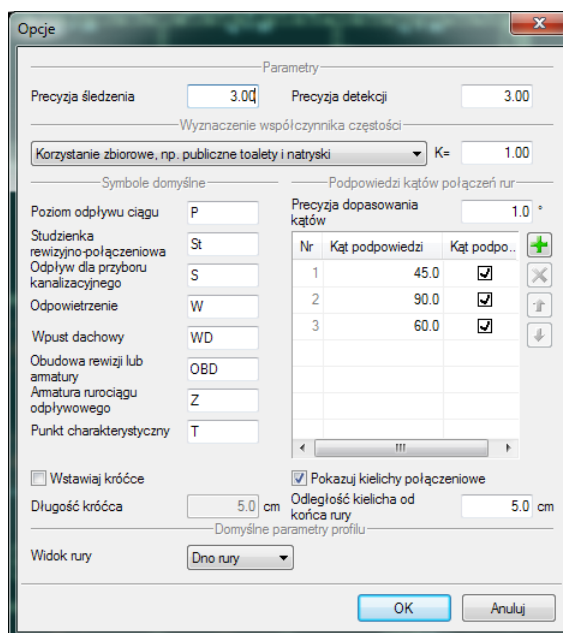 Opcje
Parametry
Precyzja śledzenia 3.00 Precyzja detekcji 3.00
Wyznaczenie współczynnika częstości
Korzystanie zbiorowe, np. publiczne toalety i natryski K= 1.00
Symbole domyślne Podpowiedzi kątów połączeń rur
Poziom odpływu ciągu P
Studzienka
rewizyjno-połączeniowa St
Odpływ dla przyboru
kanalizacyjnego S
Odpowietrzenie W
Wpust dachowy WD
Obudowa rewizji lub
armatury OBD
Armatura rurociągu
odpływowego Z
Punkt charakterystyczny T
Precyzja dopasowania
kątów 1.0 °
Nr Kąt podpowiedzi Kąt podpo...
1 45.0
2 90.0
3 60.0
Wstawiaj króćce Pokazuj kielichy połączeniowe
Długość króćca 5.0 cm
Odległość kielicha od
końca rury 5.0 cm
Domyślne parametry profilu
Widok rury Dno rury
OK Anuluj